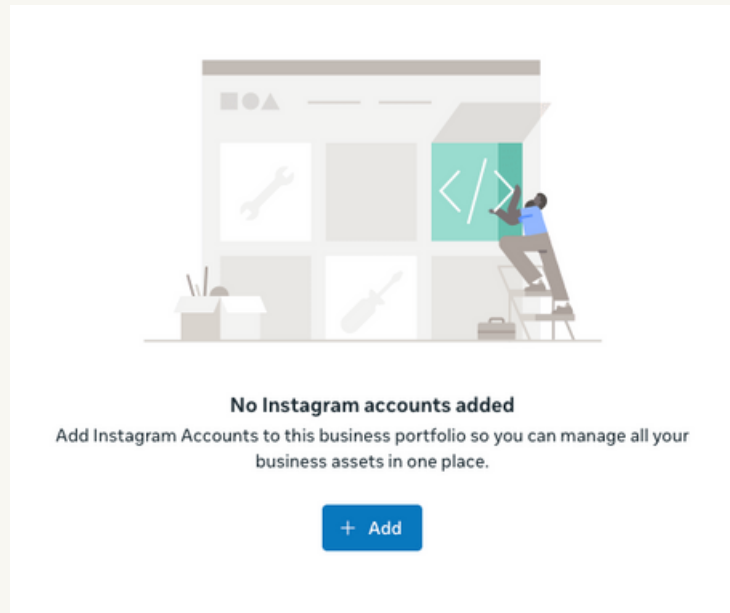 No Instagram accounts added
Add Instagram Accounts to this business portfolio so you can manage all your
business assets in one place.
+ Add